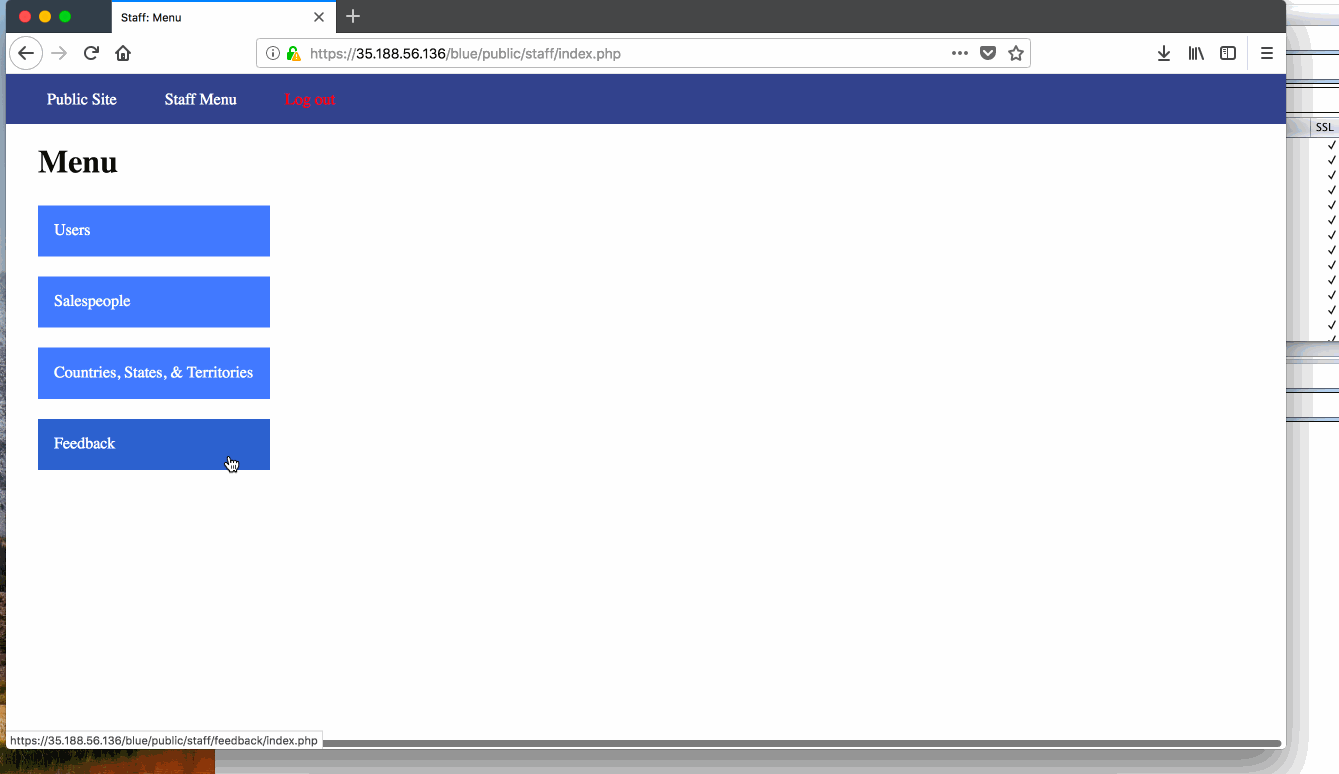 Staff: Menu
https://35.188.56.136/blue/public/staff/index.php
Public Site Staff Menu Log out
SSL
Menu
Users
Salespeople
Countries, States, & Territories
Feedback
https://35.188.56.136/blue/public/staff/feedback/index.php